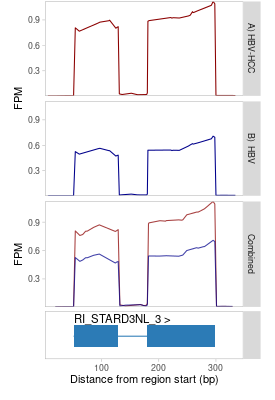 0.9
0.6
0.3
A) HBV-HCC
FPM
0.9
0.6
0.3
B) HBV
0.9
0.6
0.3
Combined
FPM
RI_STARD3NL_3 >
100
200
300
Distance from region start (bp)